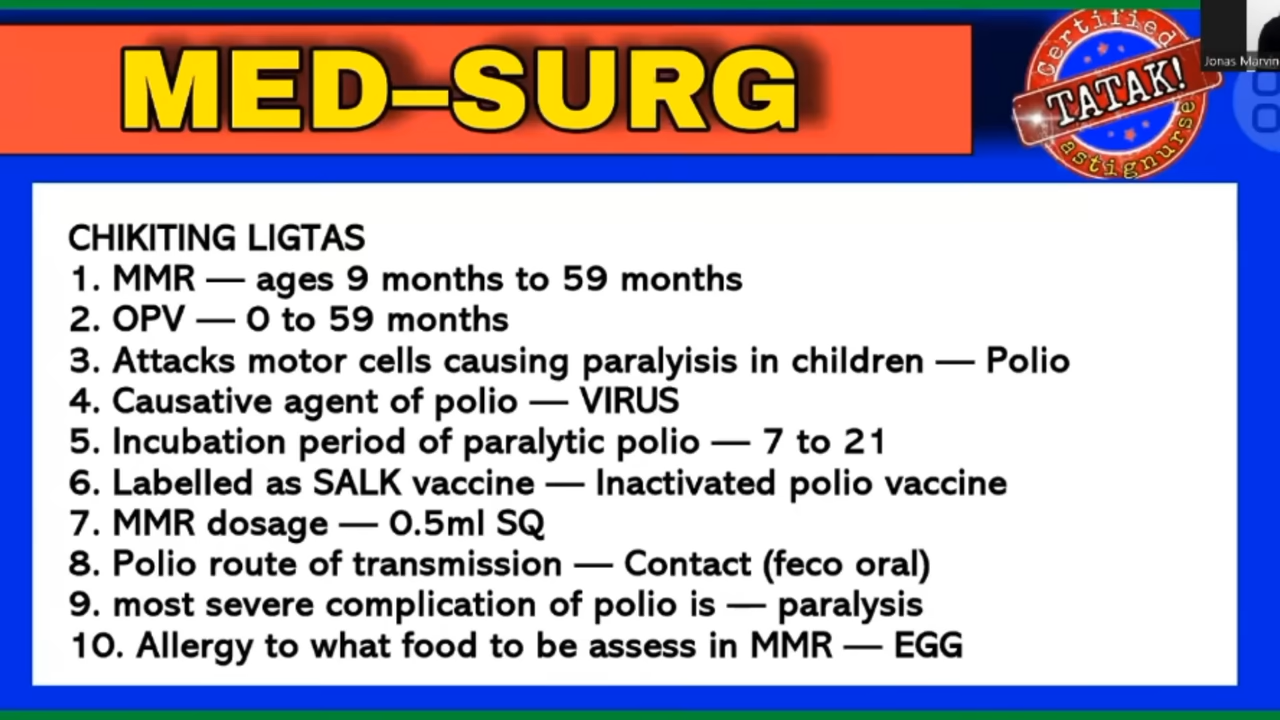 MED–SURG
Certified
TATAK!
astignurse
Jonas Marvin
CHIKITING LIGTAS
1. MMR — ages 9 months to 59 months
2. OPV — 0 to 59 months
3. Attacks motor cells causing paralyisis in children — Polio
4. Causative agent of polio — VIRUS
5. Incubation period of paralytic polio — 7 to 21
6. Labelled as SALK vaccine — Inactivated polio vaccine
7. MMR dosage — 0.5ml SQ
8. Polio route of transmission — Contact (feco oral)
9. most severe complication of polio is — paralysis
10. Allergy to what food to be assess in MMR — EGG